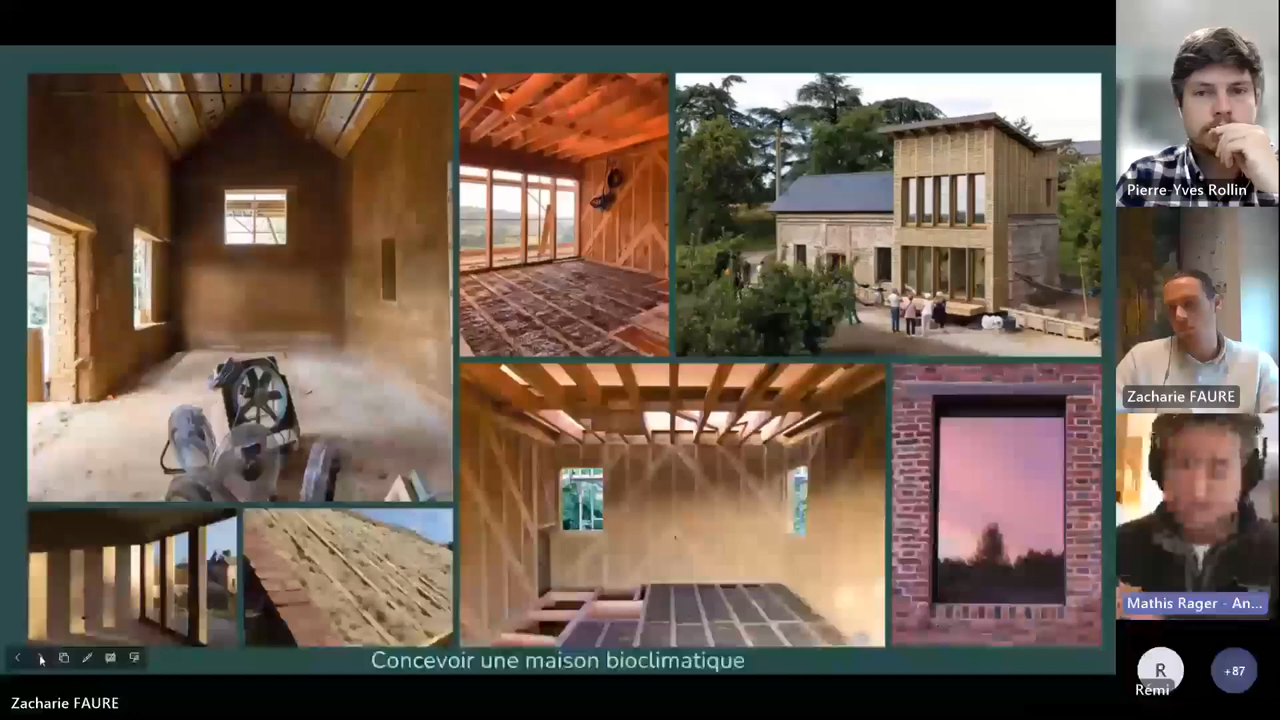 Concevoir une maison bioclimatique
Zacharie FAURE
Pierre-Yves Rollin
Zacharie FAURE
Mathis Rager - An...
R
Rémi
+87